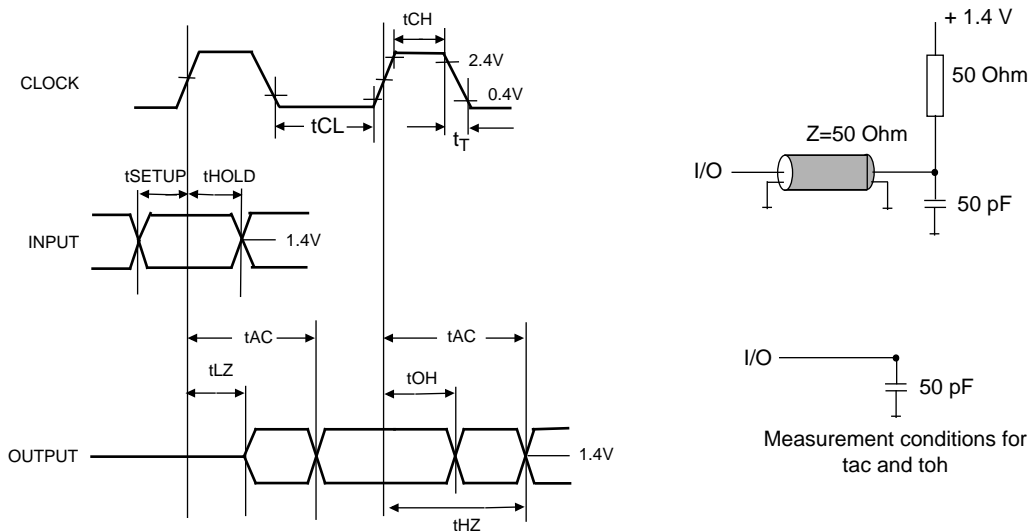 tCH
2.4V
CLOCK
0.4V
tCL
tT
tSETUP
tHOLD
INPUT
1.4V
tAC
tAC
tLZ
tOH
OUTPUT
1.4V
tHZ
+ 1.4 V
50 Ohm
Z=50 Ohm
I/O
50 pF
I/O
50 pF
Measurement conditions for
tac and toh